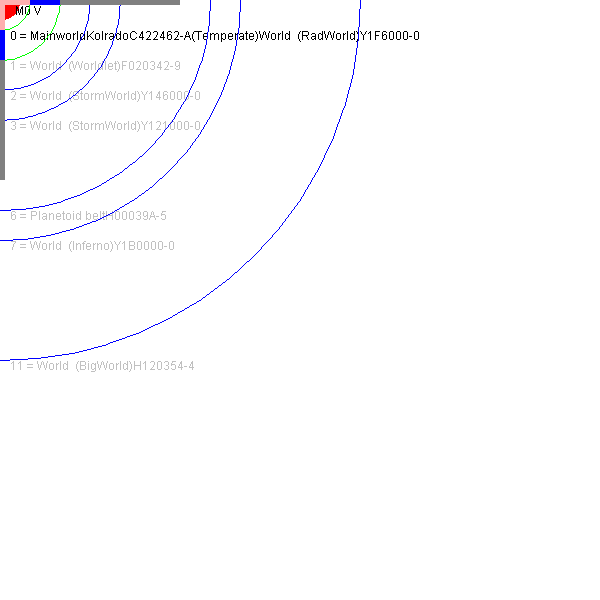 M0 V
0 = MainworldKolradoC422462-A(Temperate)World  (RadWorld)Y1F6000-0
1 = World  (Worldlet)F020342-9
2 = World  (StormWorld)Y146000-0
3 = World  (StormWorld)Y121000-0
6 = Planetoid beltH00039A-5
7 = World  (Inferno)Y1B0000-0
11 = World  (BigWorld)H120354-4